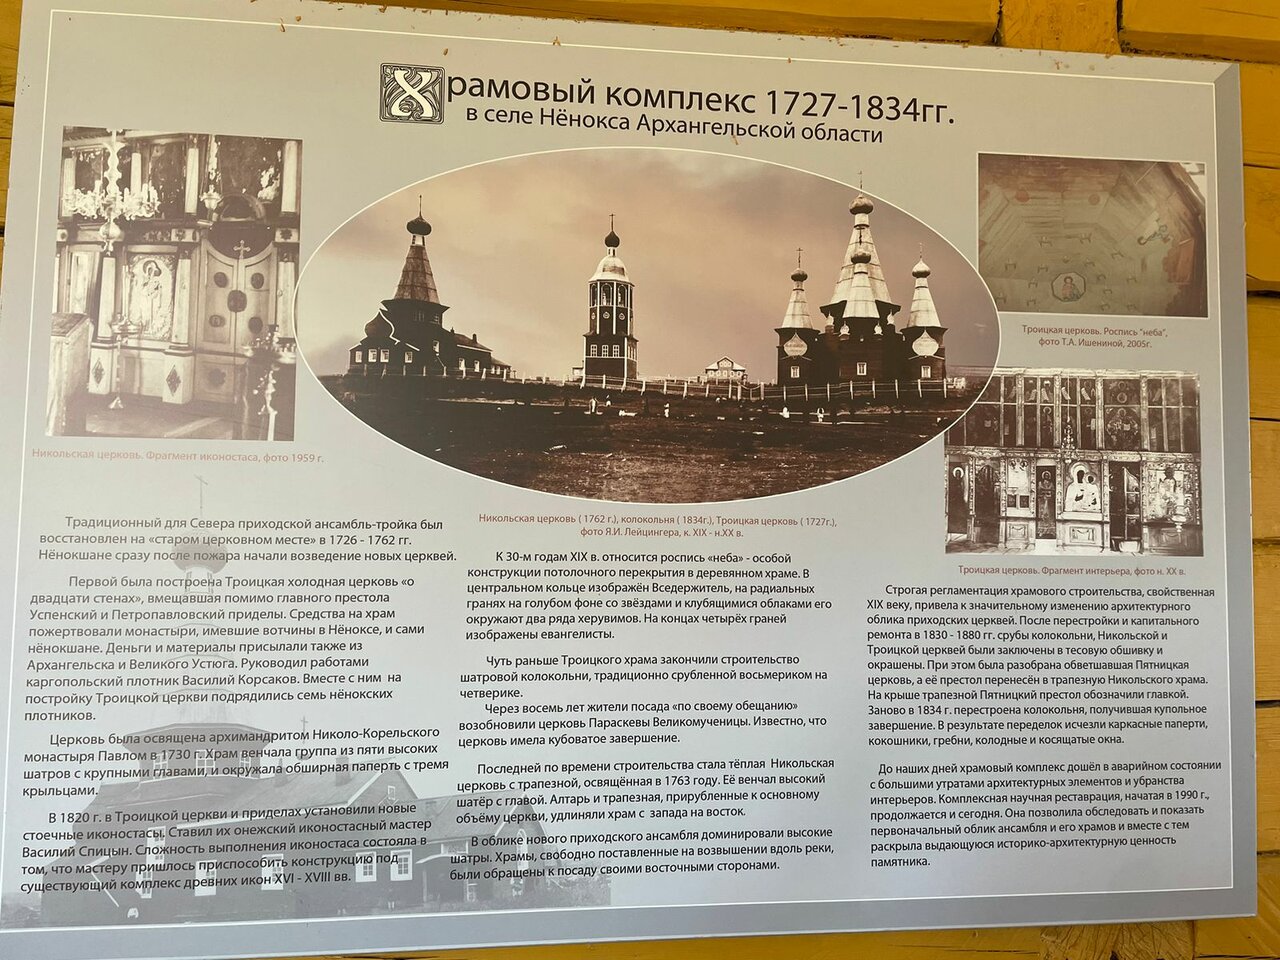 Храмовый комплекс 1727-1834гг.
в селе Нёнокса Архангельской области
Никольская церковь. Фрагмент иконостаса, фото 1959 г.
Традиционный для Севера приходской ансамбль-тройка был
восстановлен на «старом церковном месте» в 1726 - 1762 гг.
Нёнокшане сразу после пожара начали возведение новых церквей.
Первой была построена Троицкая холодная церковь «о
двадцати стенах», вмещавшая помимо главного престола
Успенский и Петропавловский приделы. Средства на храм
пожертвовали монастыри, имевшие вотчины в Нёноксе, и сами
нёнокшане. Деньги и материалы присылали также из
Архангельска и Великого Устюга. Руководил работами
каргопольский плотник Василий Корсаков. Вместе с ним на
постройку Троицкой церкви подрядились семь нёнокских
плотников.
Церковь была освящена архимандритом Николо-Корельского
монастыря Павлом в 1730 г. Храм венчала группа из пяти высоких
шатров с крупными главами, и окружала обширная паперть с тремя
крыльцами.
В 1820 г. в Троицкой церкви и приделах установили новые
стоечные иконостасы. Ставил их онежский иконостасный мастер
Василий Спицын. Сложность выполнения иконостаса состояла в
том, что мастеру пришлось приспособить конструкцию под
существующий комплекс древних икон XVI - XVIII вв.
Никольская церковь ( 1762 г.), колокольня ( 1834г.), Троицкая церковь ( 1727г.),
фото Я.И. Лейцингера, к. XIX - н.XX в.
К 30-м годам XIX в. относится роспись «неба» - особой
конструкции потолочного перекрытия в деревянном храме. В
центральном кольце изображён Вседержитель, на радиальных
гранях на голубом фоне со звёздами и клубящимися облаками его
окружают два ряда херувимов. На концах четырёх граней
изображены евангелисты.
Чуть раньше Троицкого храма закончили строительство
шатровой колокольни, традиционно срубленной восьмериком на
четверике.
Через восемь лет жители посада «по своему обещанию»
возобновили церковь Параскевы Великомученицы. Известно, что
церковь имела кубоватое завершение.
Последней по времени строительства стала тёплая Никольская
церковь с трапезной, освящённая в 1763 году. Её венчал высокий
шатёр с главой. Алтарь и трапезная, прирубленные к основному
объёму церкви, удлиняли храм с запада на восток.
В облике нового приходского ансамбля доминировали высокие
шатры. Храмы, свободно поставленные на возвышении вдоль реки,
были обращены к посаду своими восточными сторонами.
Троицкая церковь. Роспись "неба",
фото Т.А. Ишениной, 2005г.
Троицкая церковь. Фрагмент интерьера, фото н. XX в.
Строгая регламентация храмового строительства, свойственная
XIX веку, привела к значительному изменению архитектурного
облика приходских церквей. После перестройки и капитального
ремонта в 1830 - 1880 гг. срубы колокольни, Никольской и
Троицкой церквей были заключены в тесовую обшивку и
окрашены. При этом была разобрана обветшавшая Пятницкая
церковь, а её престол перенесён в трапезную Никольского храма.
На крыше трапезной Пятницкий престол обозначили главкой.
Заново в 1834 г. перестроена колокольня, получившая купольное
завершение. В результате переделок исчезли каркасные паперти,
кокошники, гребни, колодные и косящатые окна.
До наших дней храмовый комплекс дошёл в аварийном состоянии
с большими утратами архитектурных элементов и убранства
интерьеров. Комплексная научная реставрация, начатая в 1990 г.,
продолжается и сегодня. Она позволила обследовать и показать
первоначальный облик ансамбля и его храмов и вместе с тем
раскрыла выдающуюся историко-архитектурную ценность
памятника.